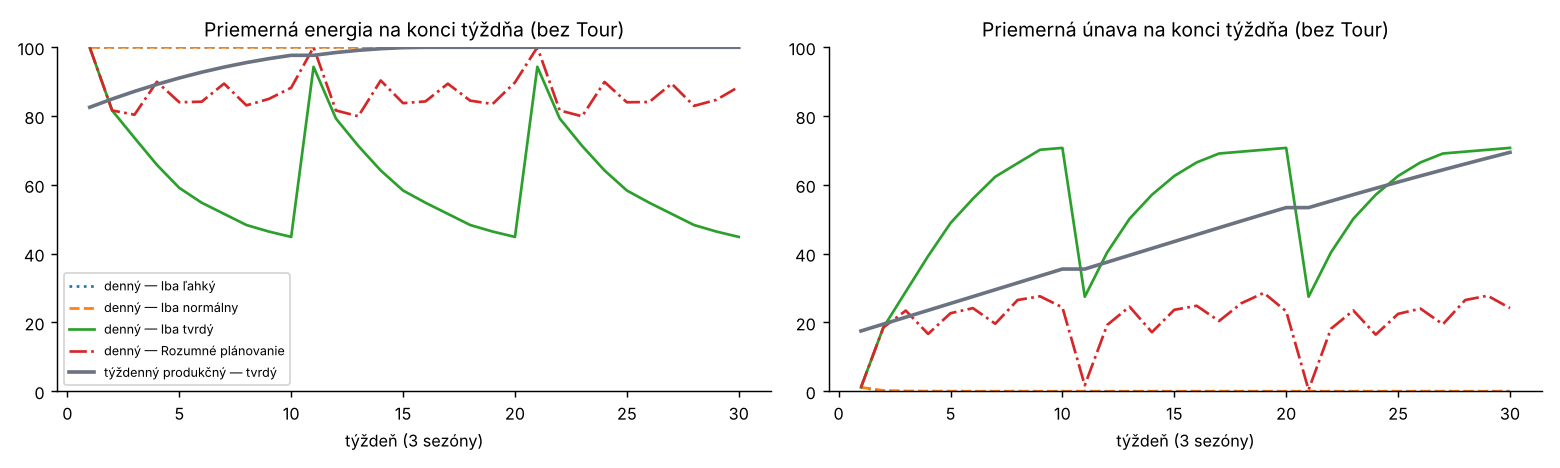 Priemerná energia na konci týždňa (bez Tour)
100
80
60
40
20
0
0 5 10 15 20 25 30
týždeň (3 sezóny)
denný — Iba ľahký
denný — Iba normálny
denný — Iba tvrdý
denný — Rozumné plánovanie
týždenný produkčný — tvrdý
Priemerná únava na konci týždňa (bez Tour)
100
80
60
40
20
0
0 5 10 15 20 25 30
týždeň (3 sezóny)